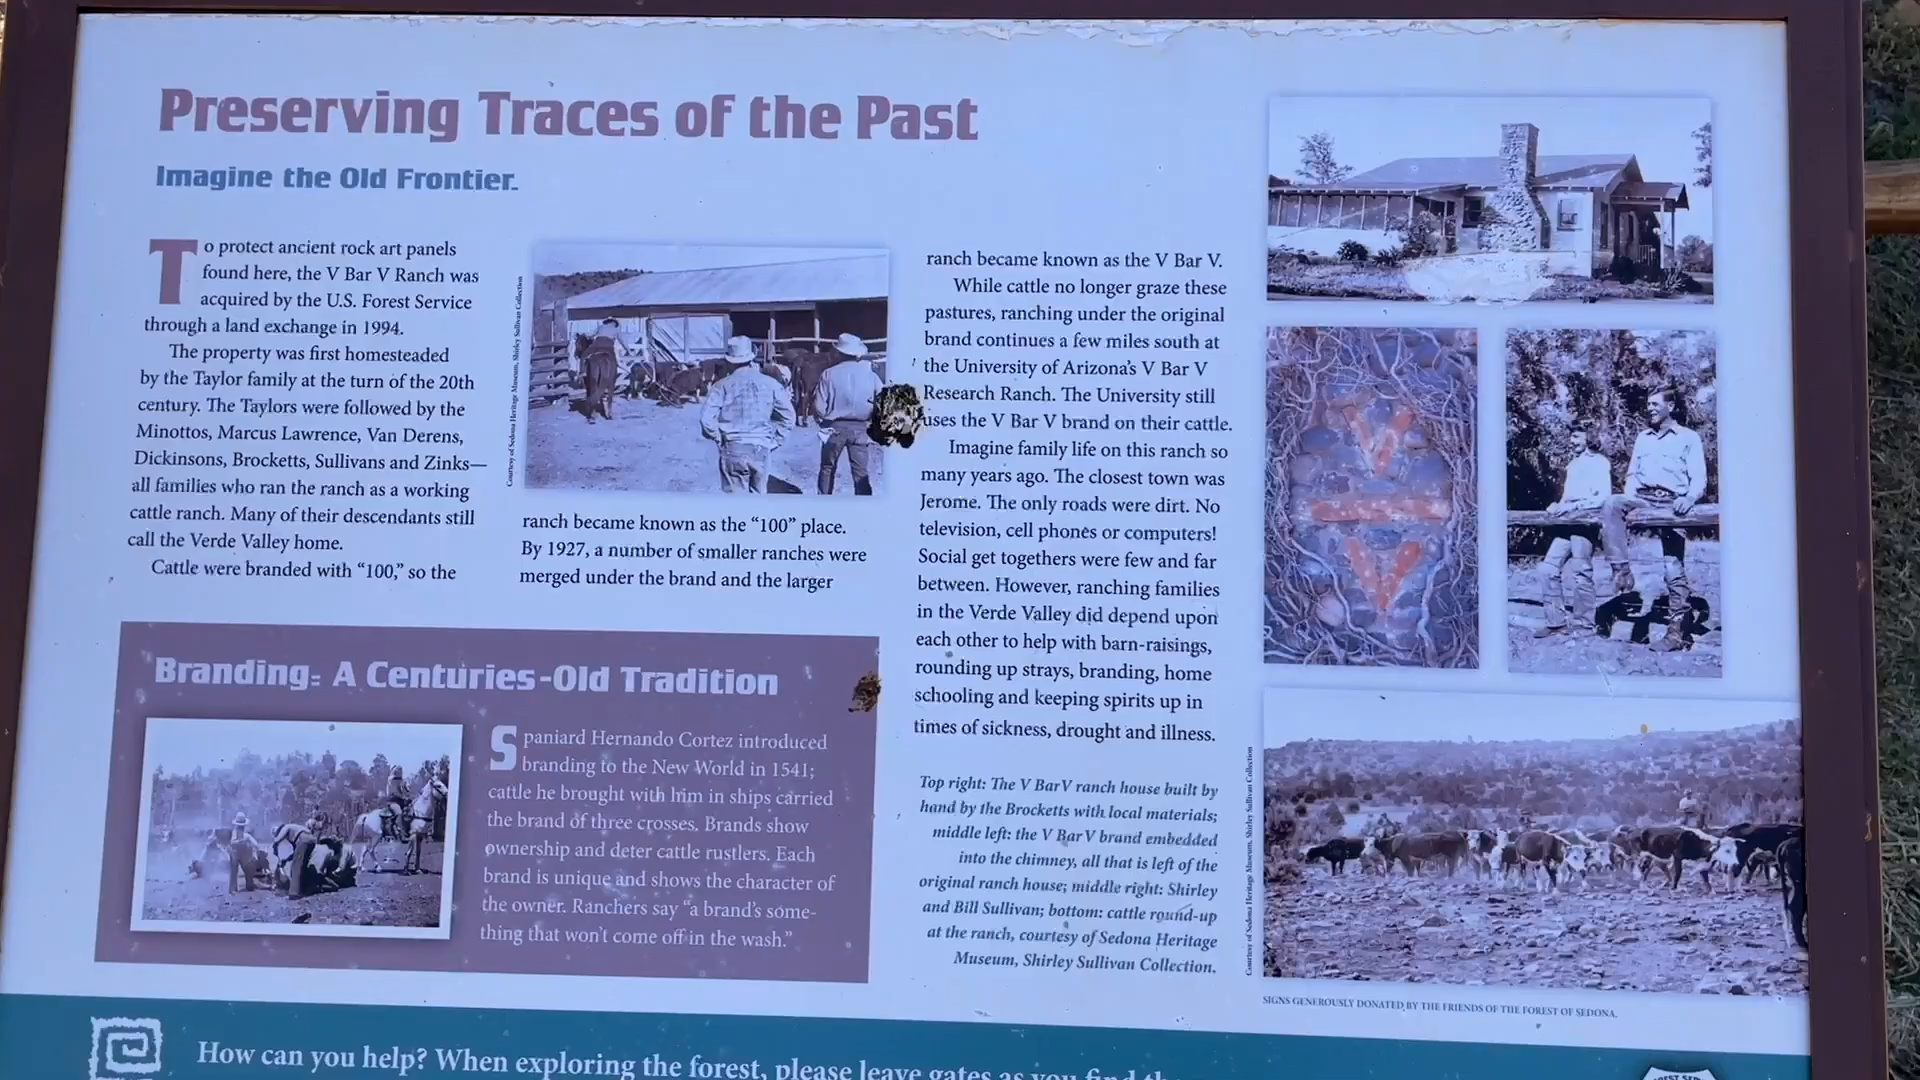 Preserving Traces of the Past
Imagine the Old Frontier.
To protect ancient rock art panels
found here, the V Bar V Ranch was
acquired by the U.S. Forest Service
through a land exchange in 1994.
The property was first homesteaded
by the Taylor family at the turn of the 20th
century. The Taylors were followed by the
Minottos, Marcus Lawrence, Van Derens,
Dickinsons, Brocketts, Sullivans and Zinks—
all families who ran the ranch as a working
cattle ranch. Many of their descendants still
call the Verde Valley home.
Cattle were branded with “100,” so the
Courtesy of Sedona Heritage Museum, Shirley Sullivan Collection
ranch became known as the “100” place.
By 1927, a number of smaller ranches were
merged under the brand and the larger
ranch became known as the V Bar V.
While cattle no longer graze these
pastures, ranching under the original
brand continues a few miles south at
the University of Arizona’s V Bar V
Research Ranch. The University still
uses the V Bar V brand on their cattle.
Imagine family life on this ranch so
many years ago. The closest town was
Jerome. The only roads were dirt. No
television, cell phones or computers!
Social get togethers were few and far
between. However, ranching families
in the Verde Valley did depend upon
each other to help with barn-raisings,
rounding up strays, branding, home
schooling and keeping spirits up in
times of sickness, drought and illness.
Top right: The V Bar V ranch house built by
hand by the Brocketts with local materials;
middle left: the V Bar V brand embedded
into the chimney, all that is left of the
original ranch house; middle right: Shirley
and Bill Sullivan; bottom: cattle round-up
at the ranch, courtesy of Sedona Heritage
Museum, Shirley Sullivan Collection.
Branding: A Centuries-Old Tradition
Spaniard Hernando Cortez introduced
branding to the New World in 1541;
cattle he brought with him in ships carried
the brand of three crosses. Brands show
ownership and deter cattle rustlers. Each
brand is unique and shows the character of
the owner. Ranchers say “a brand’s some-
thing that won’t come off in the wash.”
Courtesy of Sedona Heritage Museum, Shirley Sullivan Collection
SIGNS GENEROUSLY DONATED BY THE FRIENDS OF THE FOREST OF SEDONA.
How can you help? When exploring the forest, please leave gates as you find